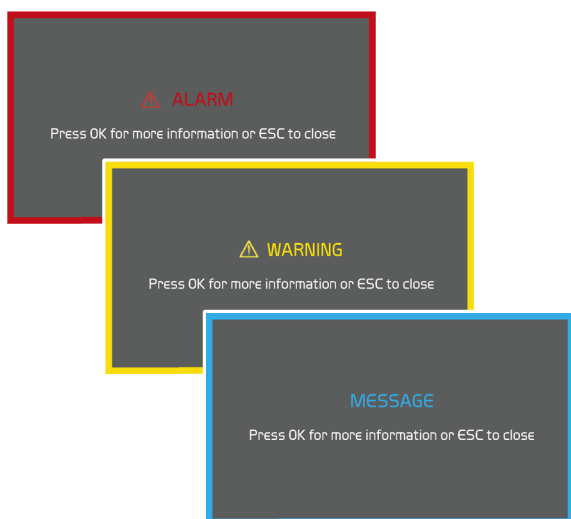 ALARM
Press OK for more information or ESC to close
WARNING
Press OK for more information or ESC to close
MESSAGE
Press OK for more information or ESC to close